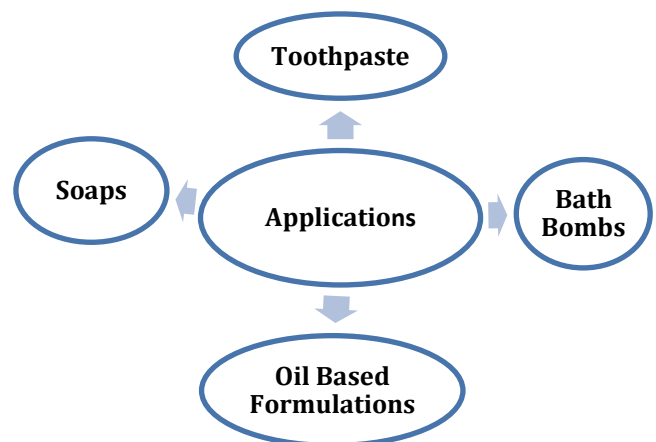 Toothpaste
Soaps
Applications
Bath
Bombs
Oil Based
Formulations